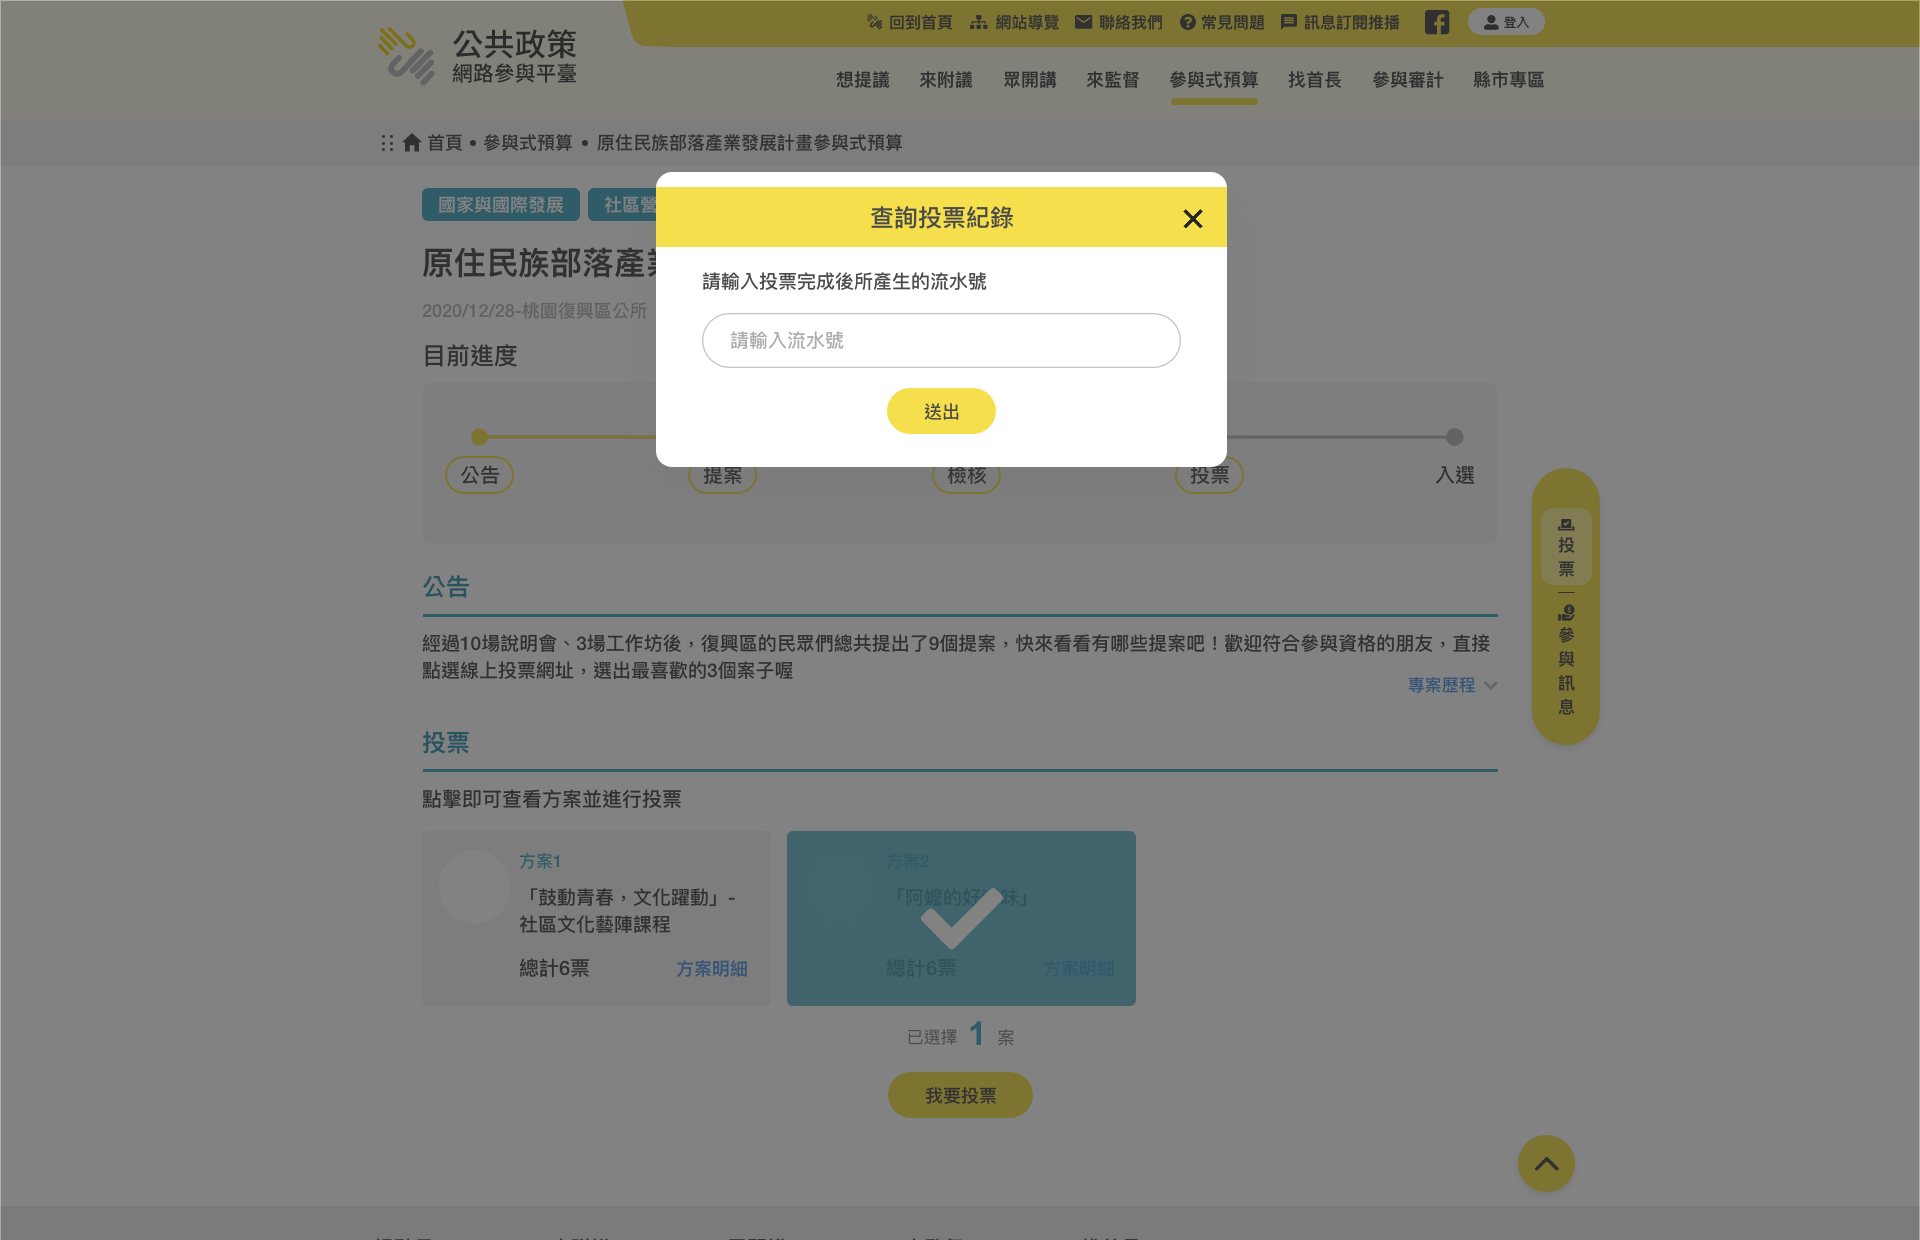 回到首頁 網站導覽 聯絡我們 常見問題 訊息訂閱推播 登入
公共政策
網路參與平臺
想提議 來附議 眾開講 來監督 參與式預算 找首長 參與審計 縣市專區
首頁 • 參與式預算 • 原住民族部落產業發展計畫參與式預算
國家與國際發展 社區營
查詢投票紀錄
原住民族部落產業
請輸入投票完成後所產生的流水號
2020/12/28-桃園復興區公所
請輸入流水號
目前進度
送出
公告 提案 檢核 投票 入選
投票
參與訊息
公告
經過10場說明會、3場工作坊後，復興區的民眾們總共提出了9個提案，快來看看有哪些提案吧！歡迎符合參與資格的朋友，直接
點選線上投票網址，選出最喜歡的3個案子喔
專案歷程
投票
點擊即可查看方案並進行投票
方案1
「鼓動青春，文化躍動」-
社區文化藝陣課程
總計6票 方案明細
方案2
「阿嬤的好滋味」
總計6票 方案明細
已選擇 1 案
我要投票